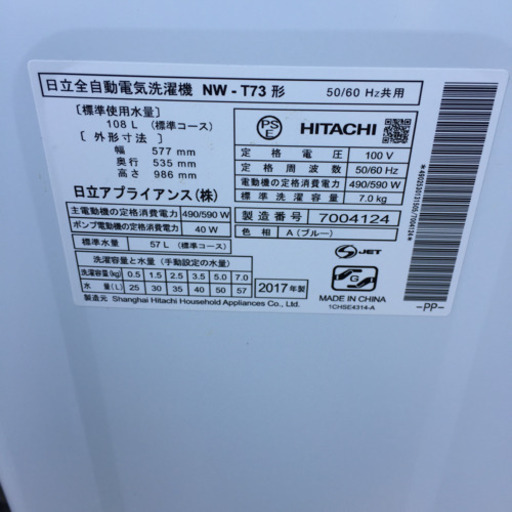 日立全自動電気洗濯機 NW - T73 形 50/60 Hz共用
〔標準使用水量〕
108 L (標準コース)
〔外形寸法〕
幅 577 mm
奥行 535 mm
高さ 986 mm
日立アプライアンス(株)
PSE HITACHI
定格電圧 100 V
定格周波数 50/60 Hz
定格消費電力 490/590 W
標準洗濯容量 7.0 kg
主電動機の定格消費電力 490/590 W
ポンプ電動機の定格消費電力 40 W
製造番号 7004124
色相 A (ブルー)
標準水量 57 L (標準コース)
洗濯容量と水量 (手動設定の水量)
洗濯容量(kg) 0.5 1.5 2.5 3.5 5.0 7.0
水量(L) 25 30 35 40 50 57
2017年製
製造元 Shanghai Hitachi Household Appliances Co., Ltd.
S JET
G
MADE IN CHINA
1CHSE4314-A
-PP-